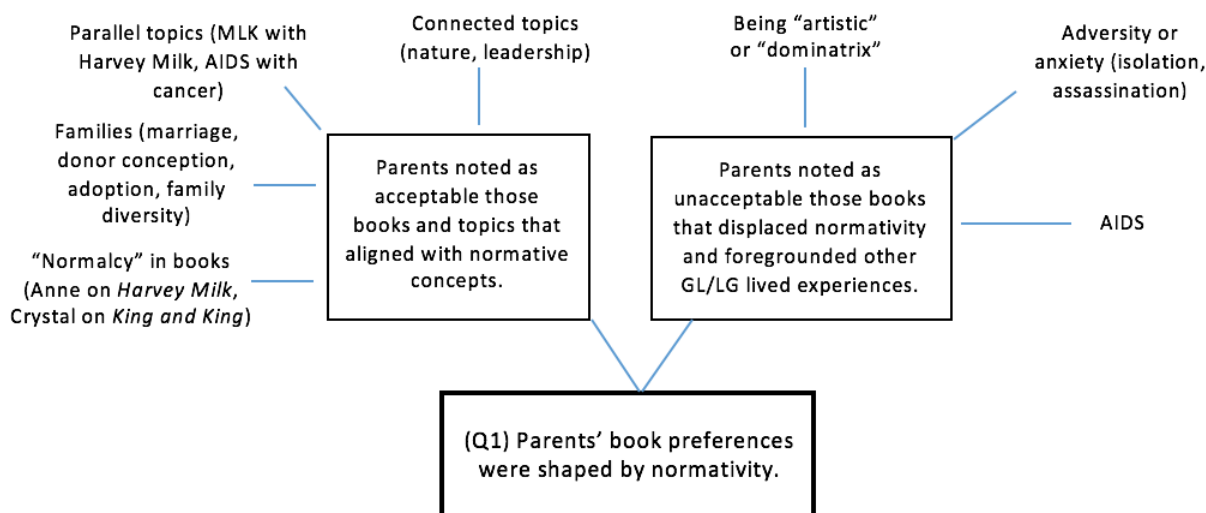 Parallel topics (MLK with
Harvey Milk, AIDS with
cancer)
Families (marriage,
donor conception,
adoption, family
diversity)
“Normalcy” in books
(Anne on Harvey Milk,
Crystal on King and King)
Connected topics
(nature, leadership)
Parents noted as
acceptable those
books and topics that
aligned with normative
concepts.
Being “artistic”
or “dominatrix”
Adversity or
anxiety (isolation,
assassination)
Parents noted as
unacceptable those books
that displaced normativity
and foregrounded other
GL/LG lived experiences.
AIDS
(Q1) Parents’ book preferences
were shaped by normativity.